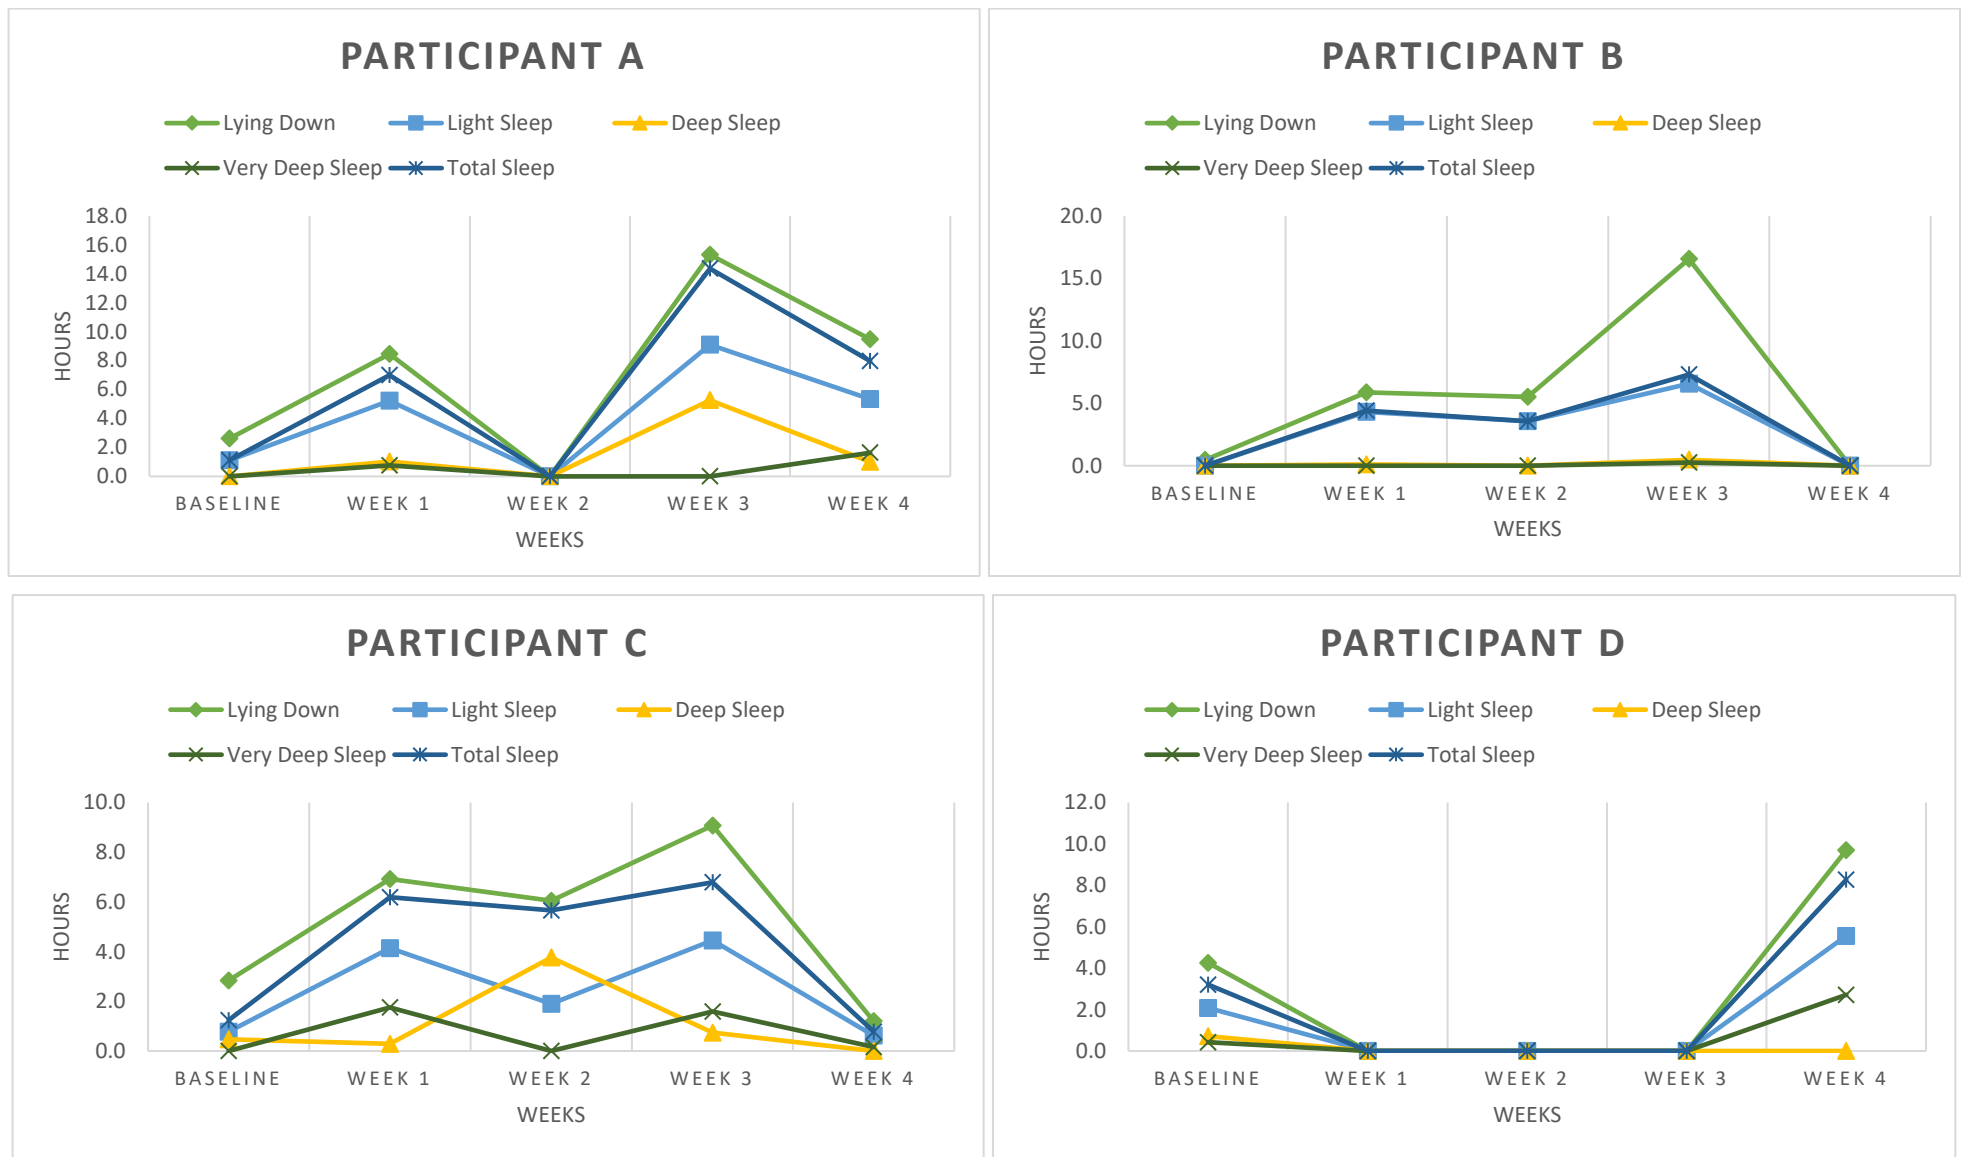 PARTICIPANT A
Lying Down Light Sleep Deep Sleep
Very Deep Sleep Total Sleep
18.0
16.0
14.0
12.0
10.0
8.0
6.0
4.0
2.0
0.0
HOURS
BASELINE WEEK 1 WEEK 2 WEEK 3 WEEK 4
WEEKS
PARTICIPANT B
Lying Down Light Sleep Deep Sleep
Very Deep Sleep Total Sleep
20.0
15.0
10.0
5.0
0.0
HOURS
BASELINE WEEK 1 WEEK 2 WEEK 3 WEEK 4
WEEKS
PARTICIPANT C
Lying Down Light Sleep Deep Sleep
Very Deep Sleep Total Sleep
10.0
8.0
6.0
4.0
2.0
0.0
HOURS
BASELINE WEEK 1 WEEK 2 WEEK 3 WEEK 4
WEEKS
PARTICIPANT D
Lying Down Light Sleep Deep Sleep
Very Deep Sleep Total Sleep
12.0
10.0
8.0
6.0
4.0
2.0
0.0
HOURS
BASELINE WEEK 1 WEEK 2 WEEK 3 WEEK 4
WEEKS